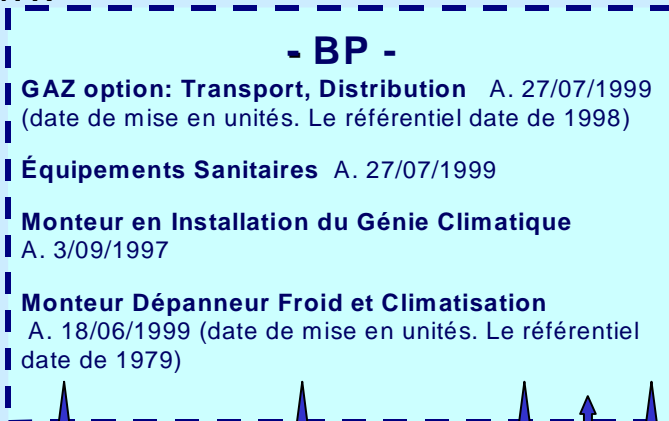 - BP -
GAZ option: Transport, Distribution A. 27/07/1999
(date de mise en unités. Le référentiel date de 1998)
Équipements Sanitaires A. 27/07/1999
Monteur en Installation du Génie Climatique
A. 3/09/1997
Monteur Dépanneur Froid et Climatisation
A. 18/06/1999 (date de mise en unités. Le référentiel
date de 1979)